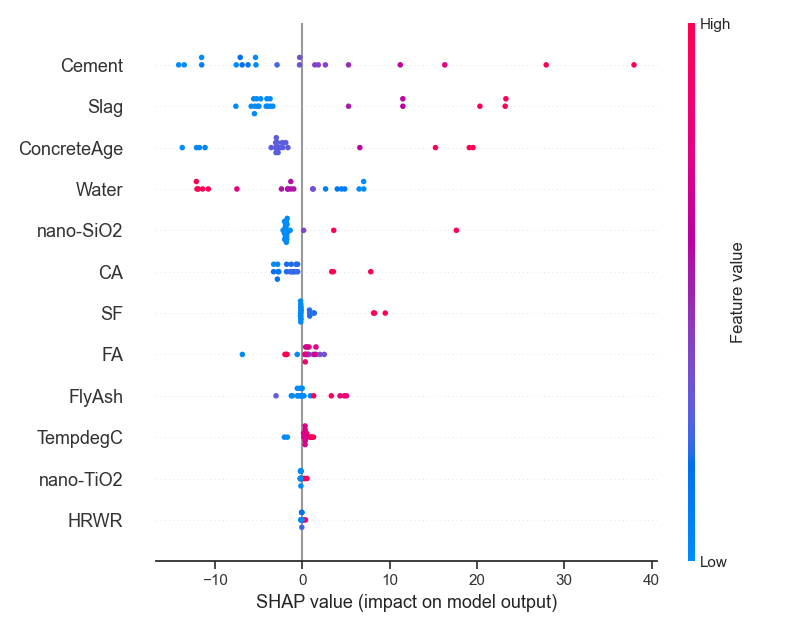 High
Cement
Slag
ConcreteAge
Water
nano-SiO2
CA
SF
FA
FlyAsh
TempdegC
nano-TiO2
HRWR
Feature value
Low
−10 0 10 20 30 40
SHAP value (impact on model output)